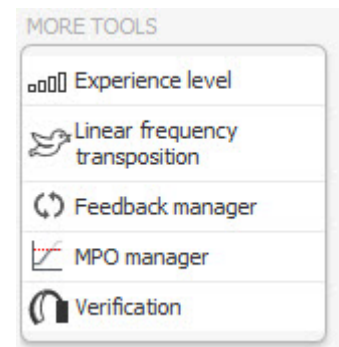 MORE TOOLS
Experience level
Linear frequency
transposition
Feedback manager
MPO manager
Verification